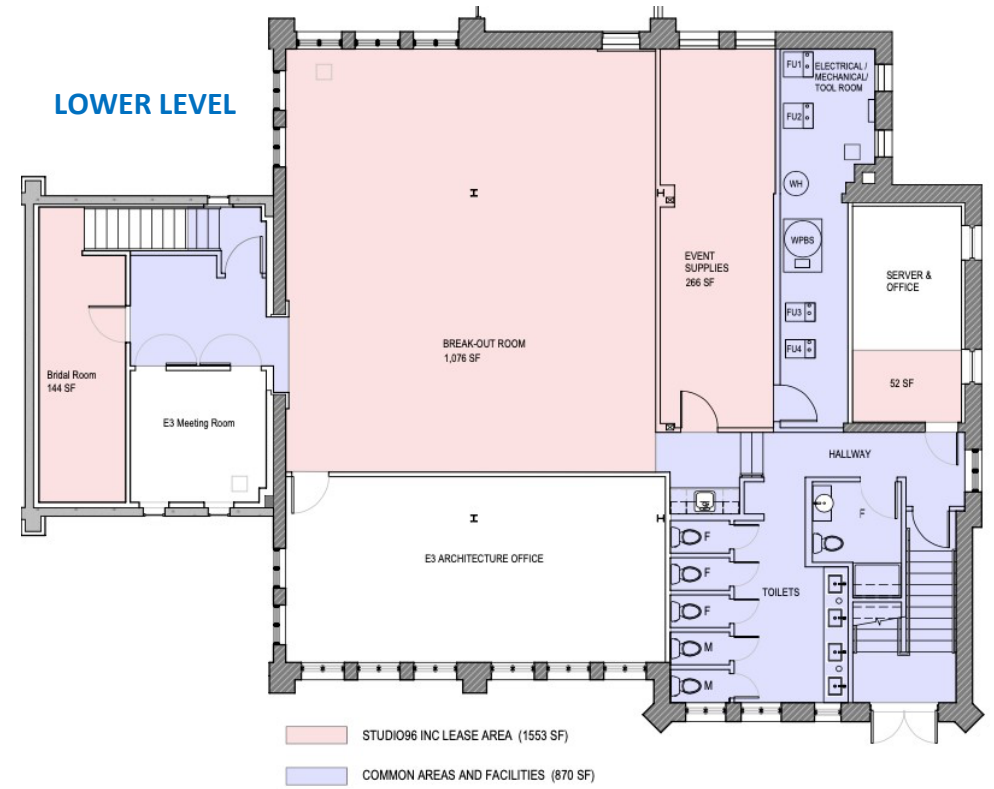 LOWER LEVEL
FU1
ELECTRICAL /
MECHANICAL/
TOOL ROOM
FU2
WH
WPBS
EVENT
SUPPLIES
266 SF
SERVER &
OFFICE
FU3
FU4
BREAK-OUT ROOM
1,076 SF
Bridal Room
144 SF
52 SF
E3 Meeting Room
HALLWAY
F
F
E3 ARCHITECTURE OFFICE
F
TOILETS
F
M
M
STUDIO96 INC LEASE AREA (1553 SF)
COMMON AREAS AND FACILITIES (870 SF)